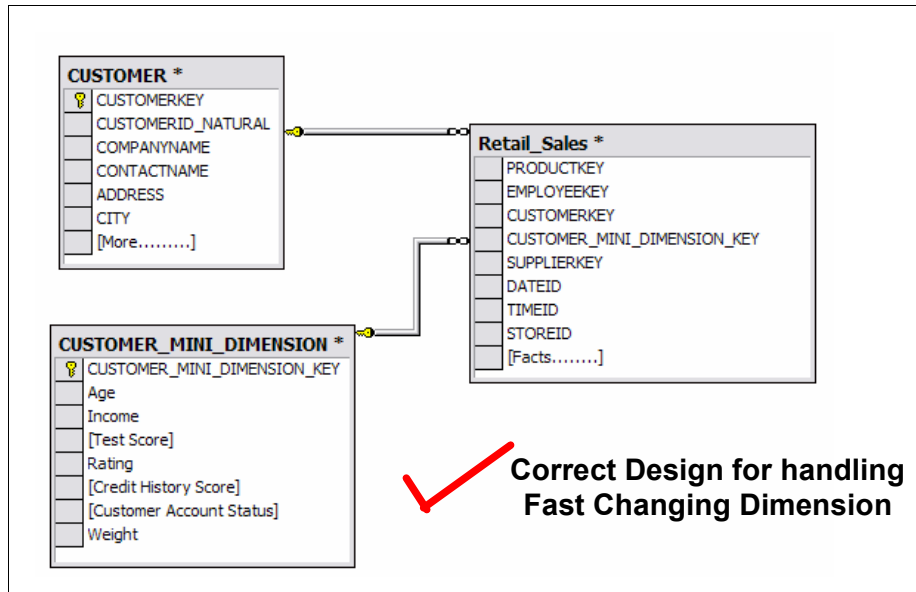 CUSTOMER *
CUSTOMERKEY
CUSTOMERID_NATURAL
COMPANYNAME
CONTACTNAME
ADDRESS
CITY
[More.........]
Retail_Sales *
PRODUCTKEY
EMPLOYEEKEY
CUSTOMERKEY
CUSTOMER_MINI_DIMENSION_KEY
SUPPLIERKEY
DATEID
TIMEID
STOREID
[Facts........]
CUSTOMER_MINI_DIMENSION *
CUSTOMER_MINI_DIMENSION_KEY
Age
Income
[Test Score]
Rating
[Credit History Score]
[Customer Account Status]
Weight
Correct Design for handling
Fast Changing Dimension